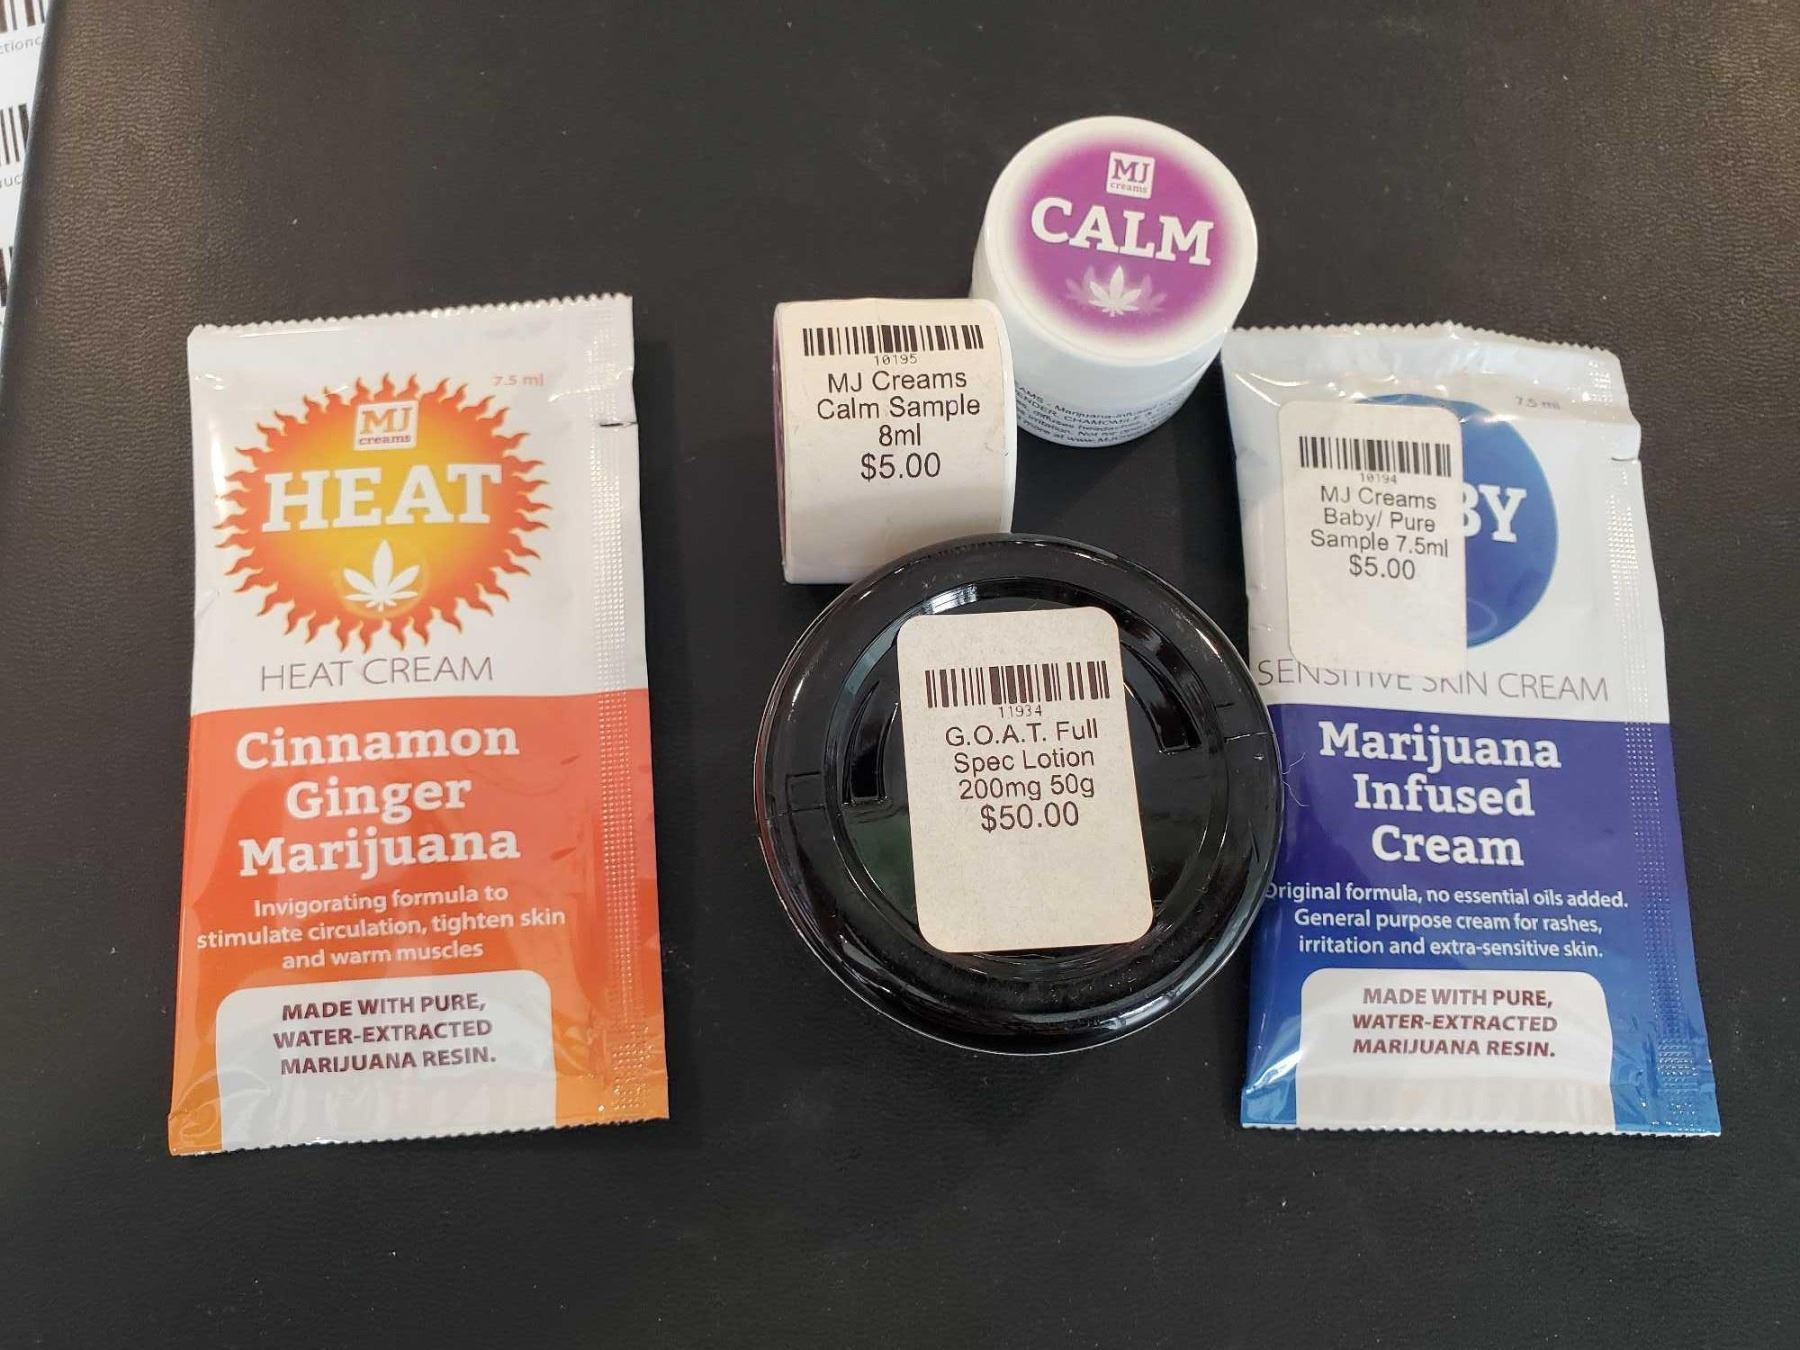 7.5 ml
MJ
creams
HEAT
HEAT CREAM
Cinnamon
Ginger
Marijuana
Invigorating formula to
stimulate circulation, tighten skin
and warm muscles
MADE WITH PURE,
WATER-EXTRACTED
MARIJUANA RESIN.
10195
MJ Creams
Calm Sample
8ml
$5.00
MJ
creams
CALM
11934
G.O.A.T. Full
Spec Lotion
200mg 50g
$50.00
7.5 ml
10194
MJ Creams
Baby/ Pure
Sample 7.5ml
$5.00
BY
SENSITIVE SKIN CREAM
Marijuana
Infused
Cream
Original formula, no essential oils added.
General purpose cream for rashes,
irritation and extra-sensitive skin.
MADE WITH PURE,
WATER-EXTRACTED
MARIJUANA RESIN.